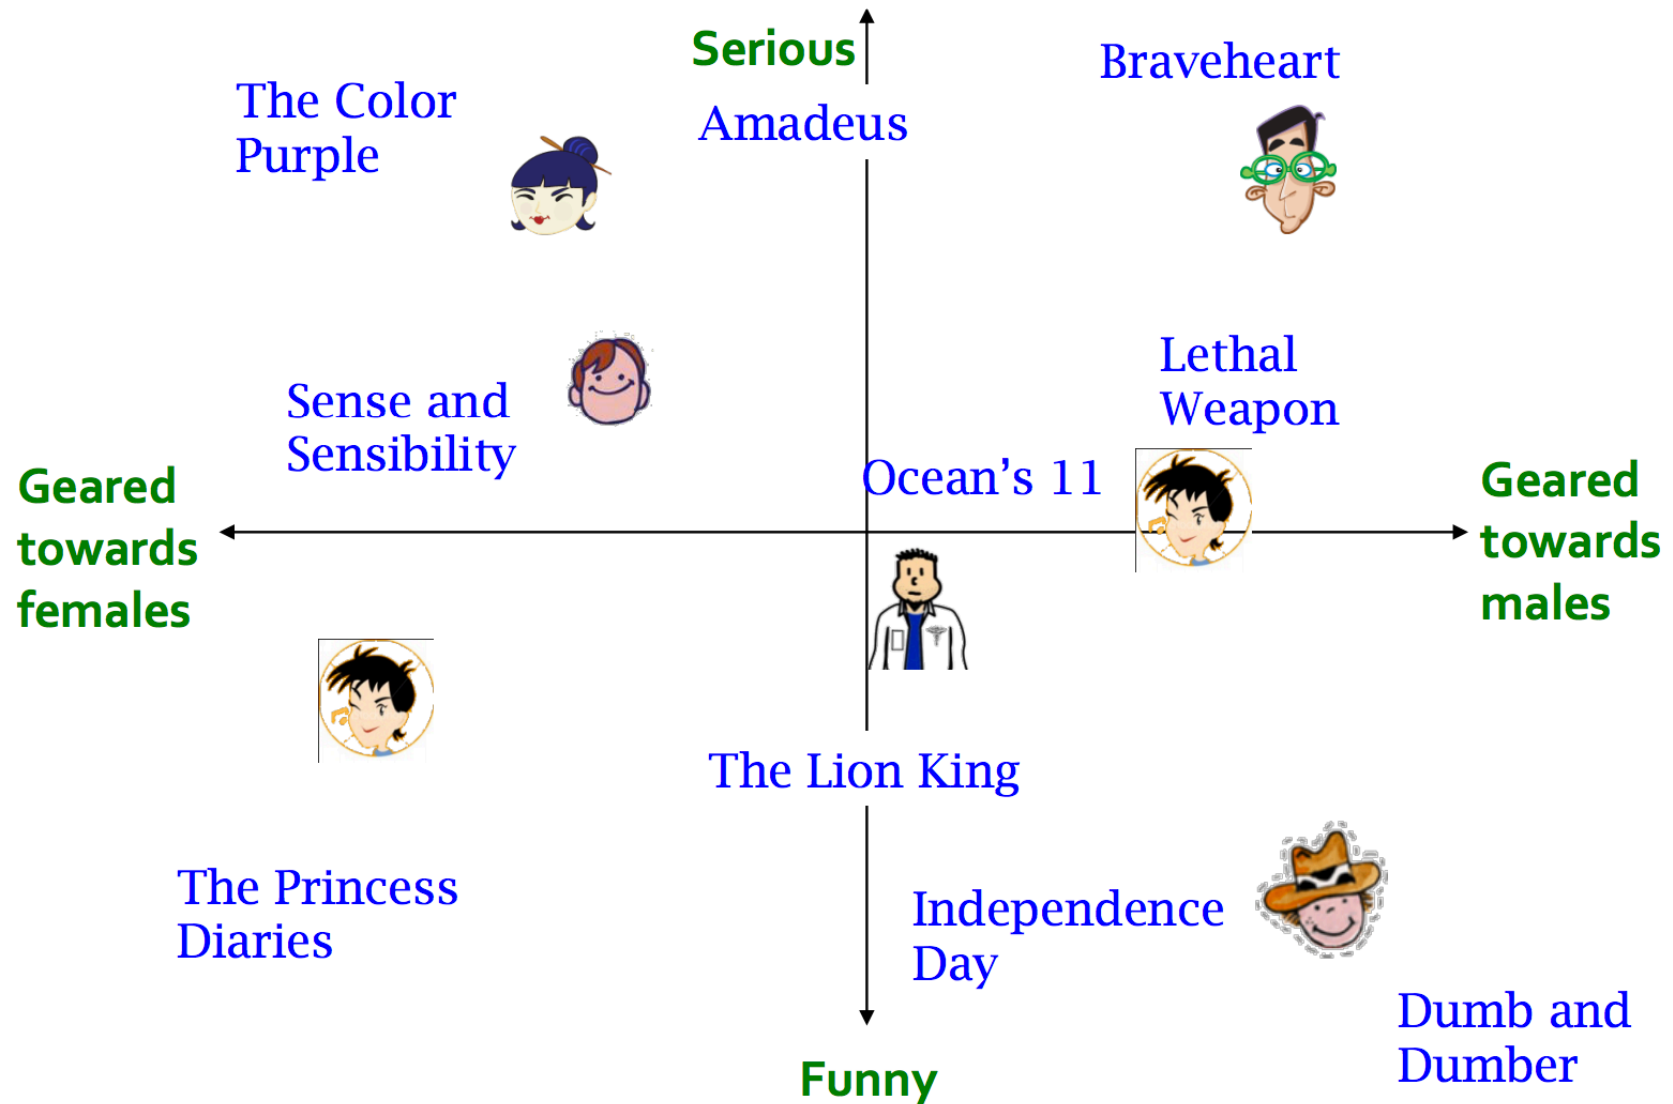 Serious
Braveheart
The Color
Purple
Amadeus
Lethal
Weapon
Sense and
Sensibility
Ocean’s 11
Geared
towards
females
Geared
towards
males
The Lion King
The Princess
Diaries
Independence
Day
Dumb and
Dumber
Funny